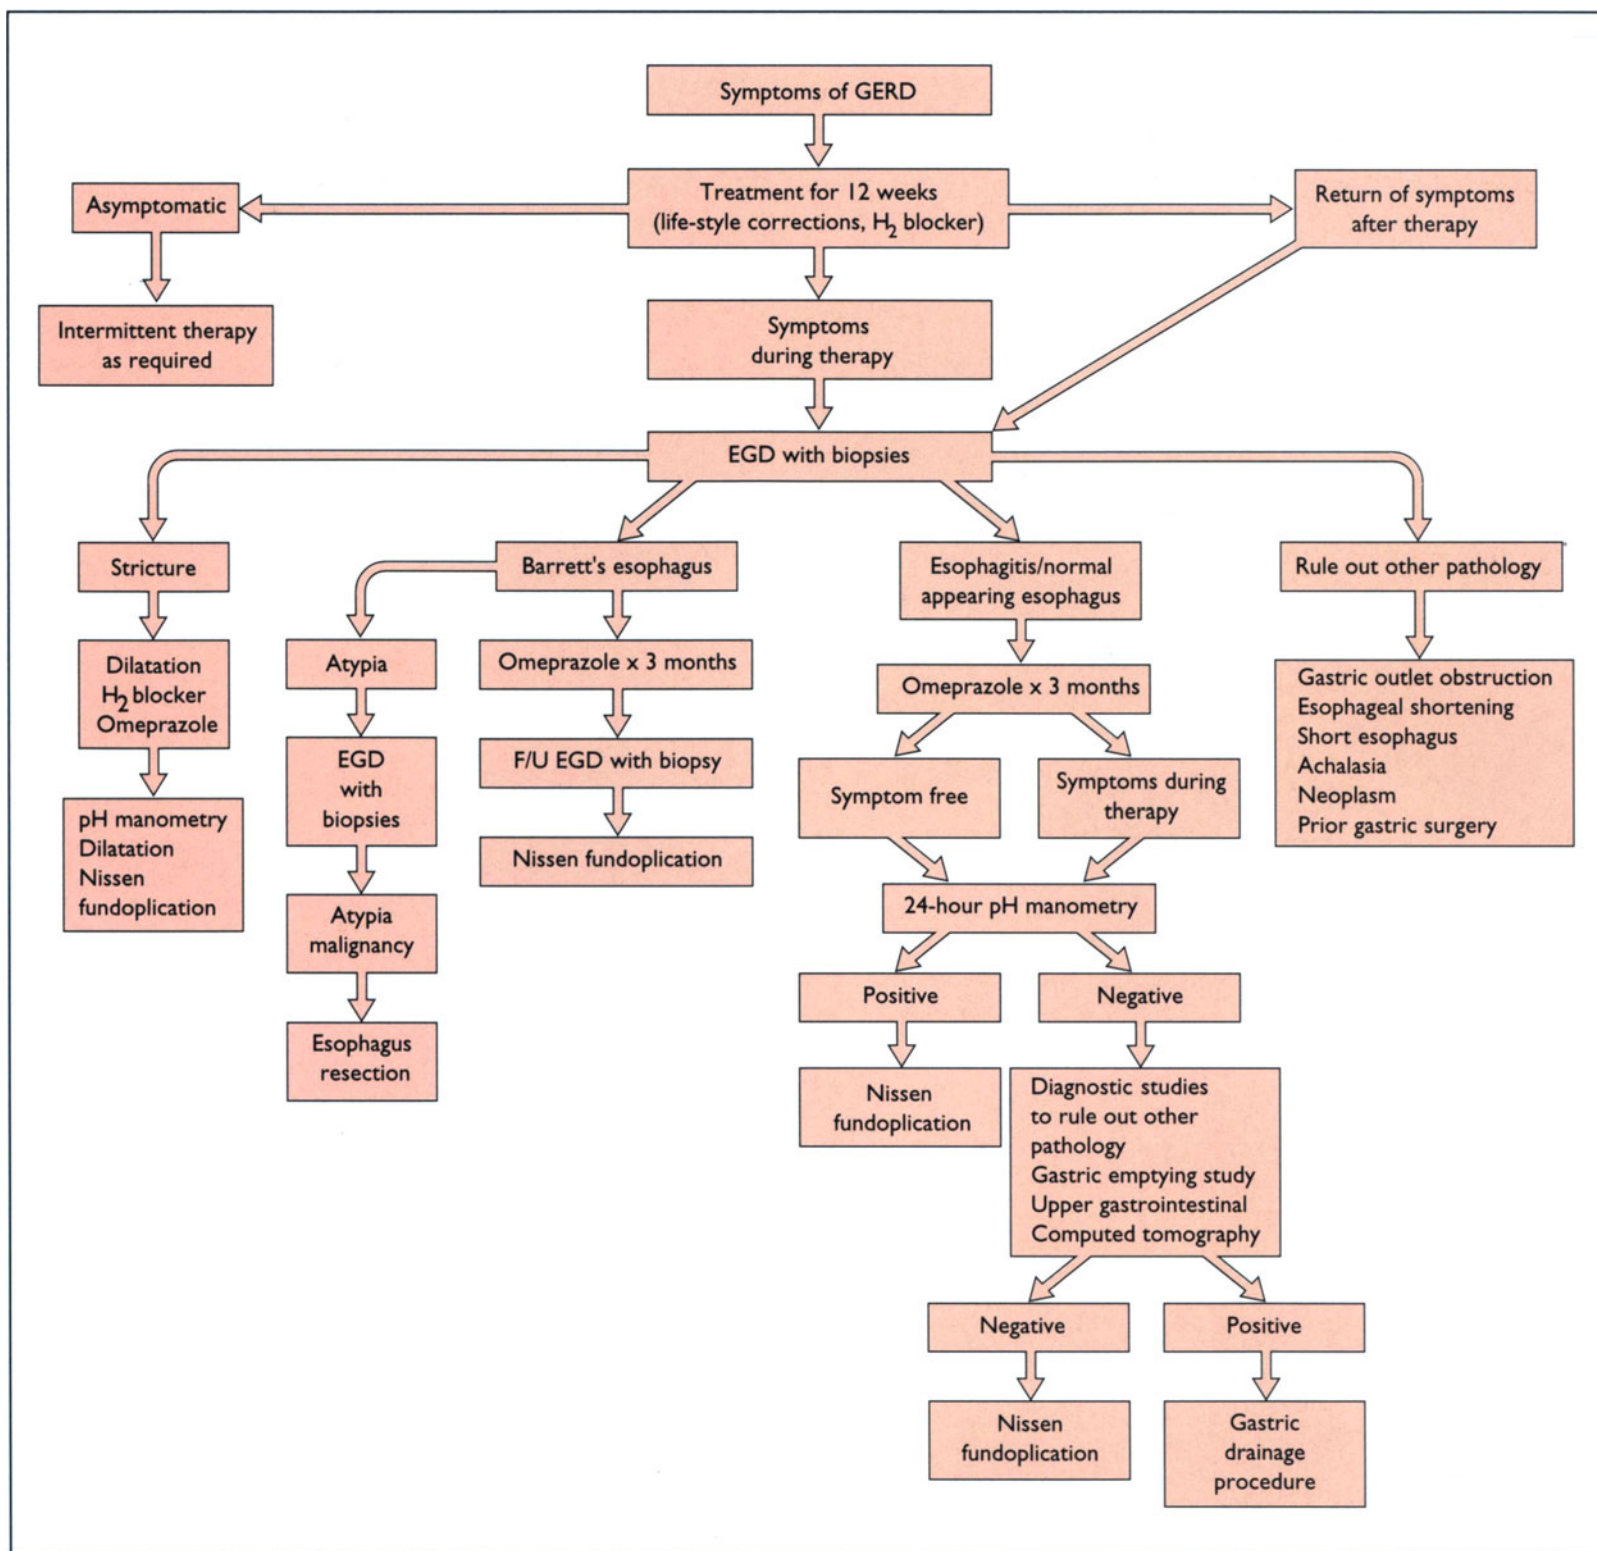 Symptoms of GERD
Treatment for 12 weeks
(life-style corrections, H₂ blocker)
Asymptomatic
Return of symptoms
after therapy
Intermittent therapy
as required
Symptoms
during therapy
EGD with biopsies
Stricture
Barrett's esophagus
Esophagitis/normal
appearing esophagus
Rule out other pathology
Dilatation
H₂ blocker
Omeprazole
Atypia
Omeprazole x 3 months
Omeprazole x 3 months
Gastric outlet obstruction
Esophageal shortening
Short esophagus
Achalasia
Neoplasm
Prior gastric surgery
pH manometry
Dilatation
Nissen
fundoplication
EGD
with
biopsies
F/U EGD with biopsy
Symptom free
Symptoms during
therapy
Nissen fundoplication
Atypia
malignancy
24-hour pH manometry
Esophagus
resection
Positive
Negative
Nissen
fundoplication
Diagnostic studies
to rule out other
pathology
Gastric emptying study
Upper gastrointestinal
Computed tomography
Negative
Positive
Nissen
fundoplication
Gastric
drainage
procedure